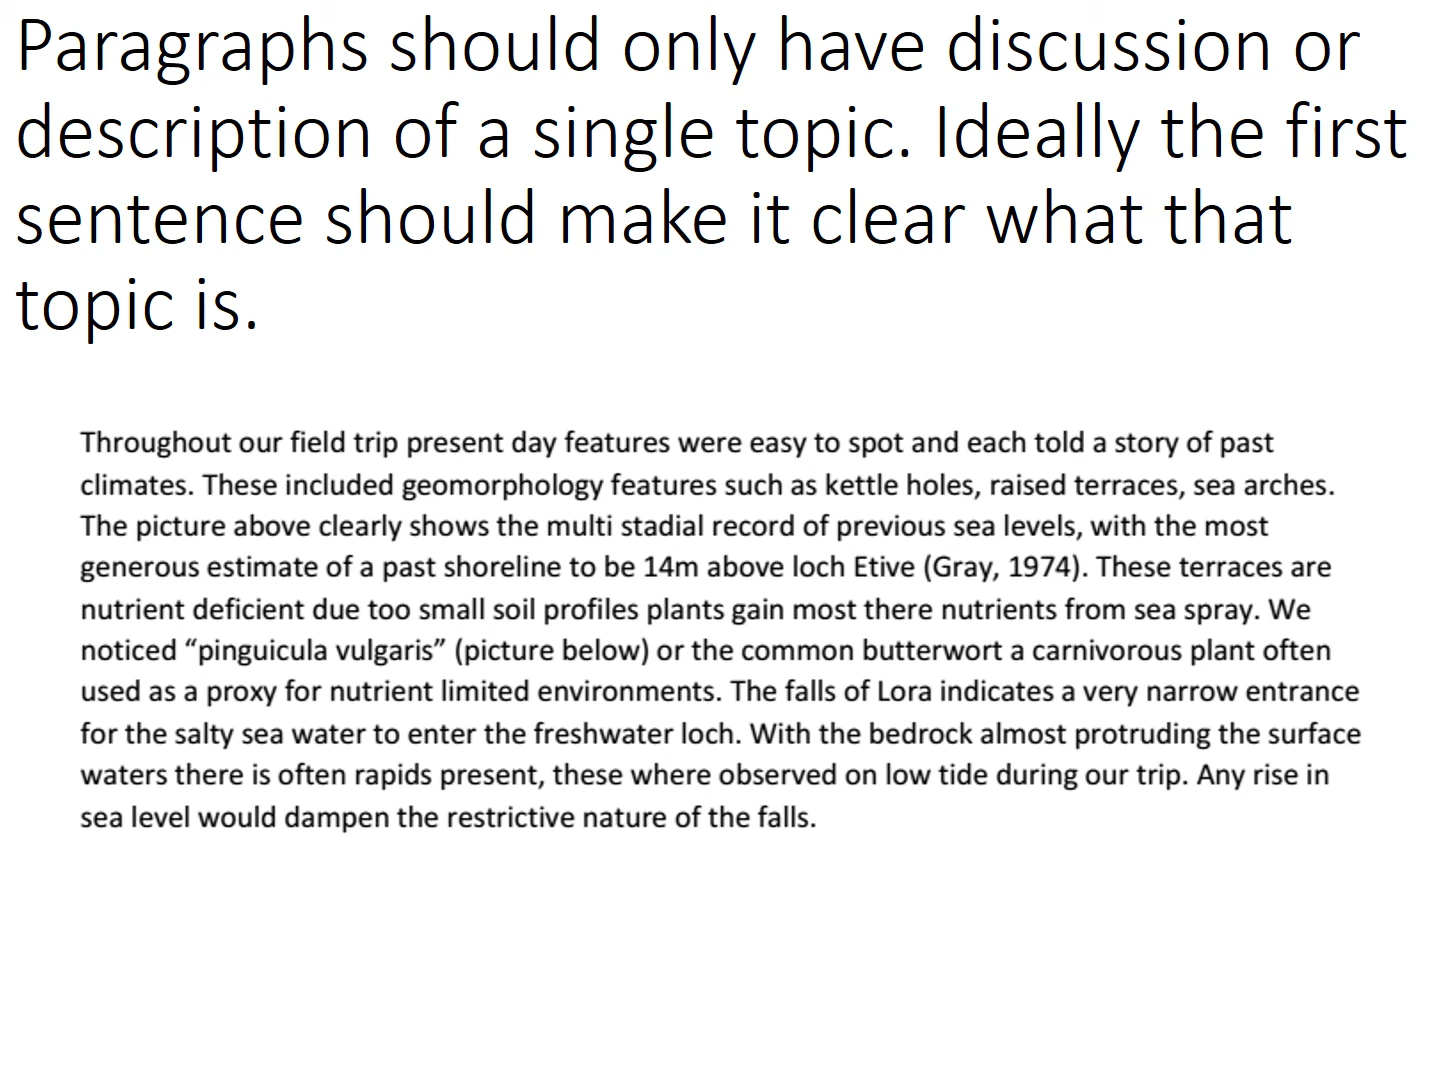 Paragraphs should only have discussion or
description of a single topic. Ideally the first
sentence should make it clear what that
topic is.
Throughout our field trip present day features were easy to spot and each told a story of past
climates. These included geomorphology features such as kettle holes, raised terraces, sea arches.
The picture above clearly shows the multi stadial record of previous sea levels, with the most
generous estimate of a past shoreline to be 14m above loch Etive (Gray, 1974). These terraces are
nutrient deficient due too small soil profiles plants gain most there nutrients from sea spray. We
noticed “pinguicula vulgaris” (picture below) or the common butterwort a carnivorous plant often
used as a proxy for nutrient limited environments. The falls of Lora indicates a very narrow entrance
for the salty sea water to enter the freshwater loch. With the bedrock almost protruding the surface
waters there is often rapids present, these where observed on low tide during our trip. Any rise in
sea level would dampen the restrictive nature of the falls.